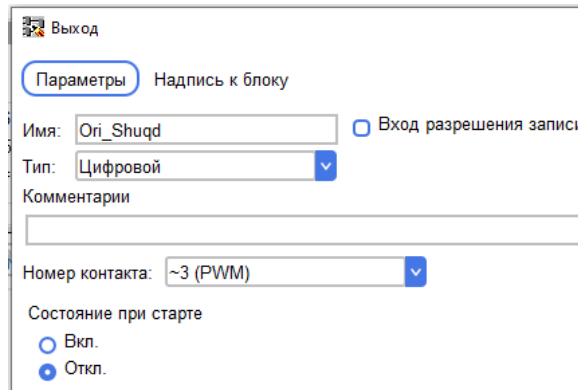 Выход
Параметры Надпись к блоку
Имя: Ori_Shuqd Вход разрешения записи
Тип: Цифровой
Комментарии
Номер контакта: ~3 (PWM)
Состояние при старте
Вкл.
Откл.